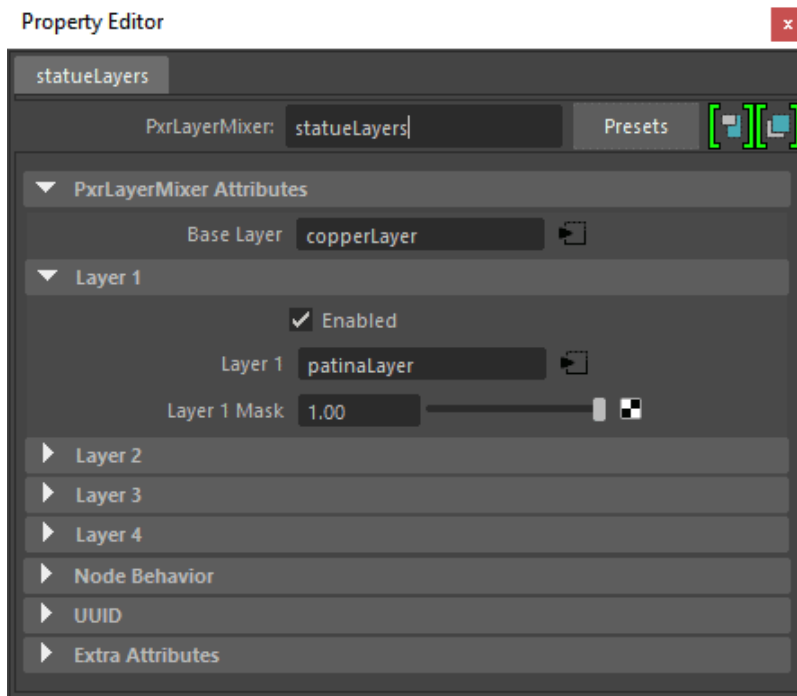 Property Editor
x
statueLayers
PxrLayerMixer: statueLayers Presets
PxrLayerMixer Attributes
Base Layer copperLayer
Layer 1
Enabled
Layer 1 patinaLayer
Layer 1 Mask 1.00
Layer 2
Layer 3
Layer 4
Node Behavior
UUID
Extra Attributes